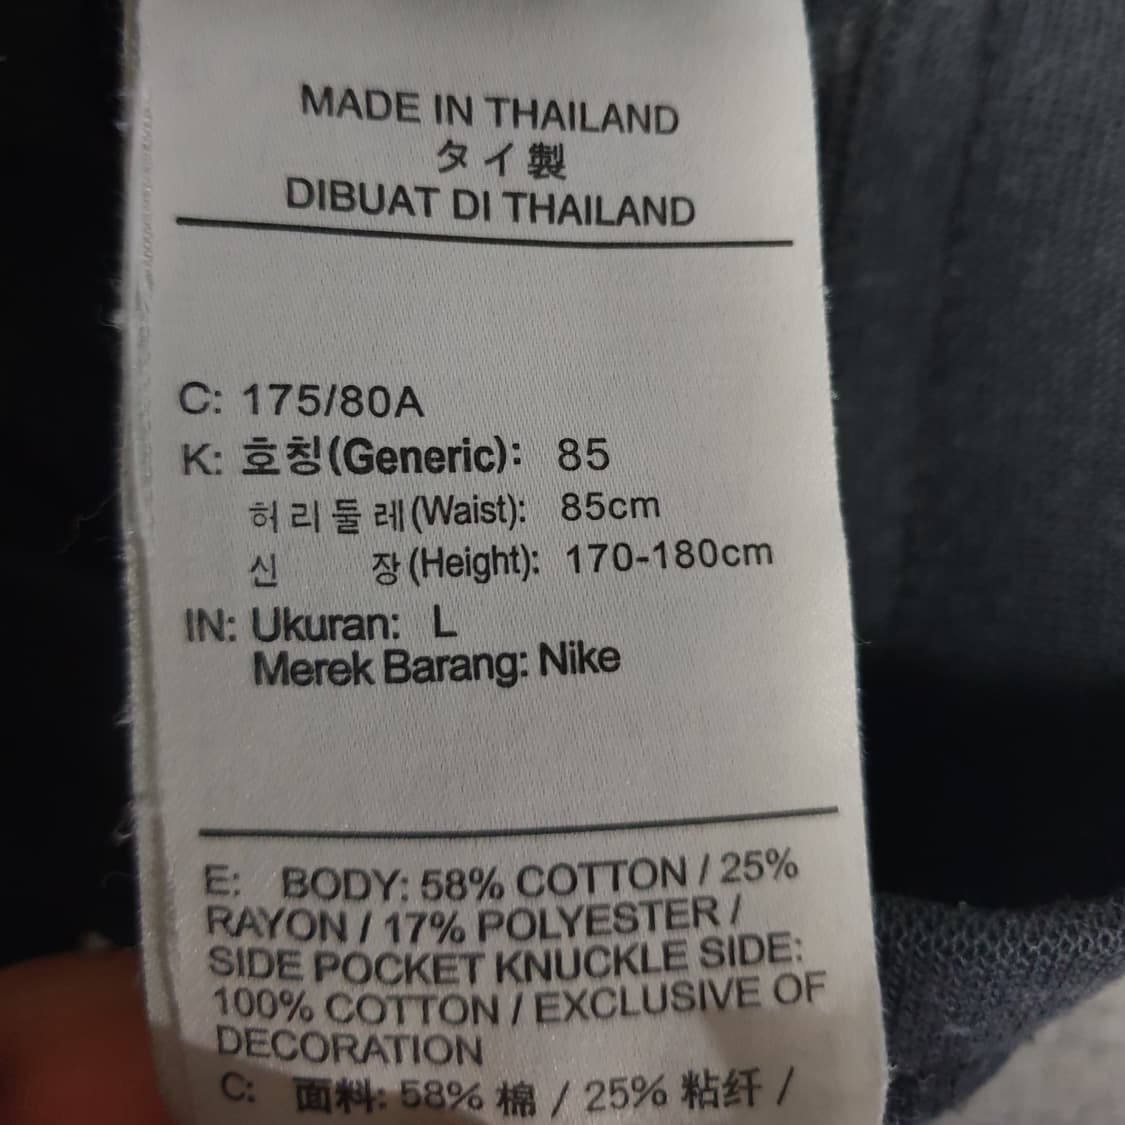 MADE IN THAILAND
タイ製
DIBUAT DI THAILAND
C: 175/80A
K: 호칭(Generic): 85
허리둘레(Waist): 85cm
신 장(Height): 170-180cm
IN: Ukuran: L
Merek Barang: Nike
E: BODY: 58% COTTON / 25%
RAYON / 17% POLYESTER /
SIDE POCKET KNUCKLE SIDE:
100% COTTON / EXCLUSIVE OF
DECORATION
C: 面料: 58% 棉 / 25% 粘纤 /